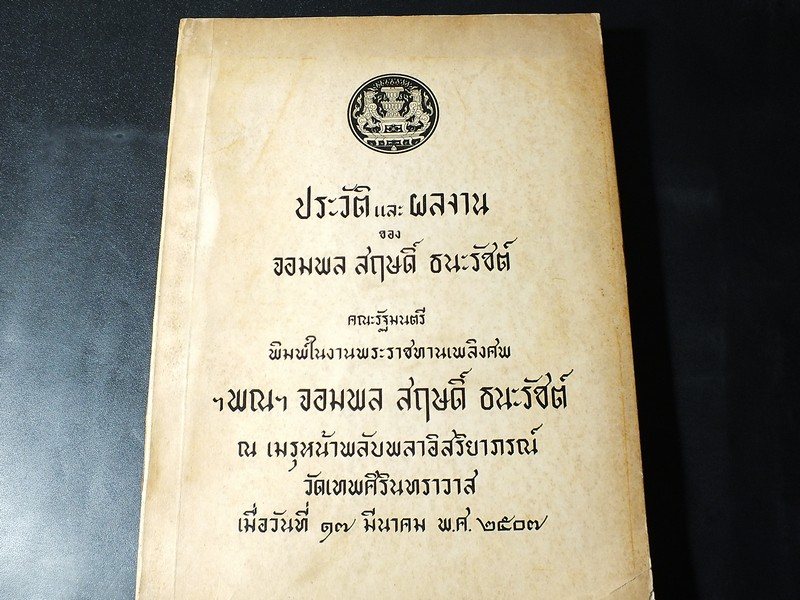 ประวัติ และ ผลงาน
ของ
จอมพล สฤษดิ์ ธนะรัชต์
คณะรัฐมนตรี
พิมพ์ในงานพระราชทานเพลิงศพ
ฯพณฯ จอมพล สฤษดิ์ ธนะรัชต์
ณ เมรุหน้าพลับพลาอิสริยาภรณ์
วัดเทพศิรินทราวาส
เมื่อวันที่ ๑๗ มีนาคม พ.ศ. ๒๕๐๗